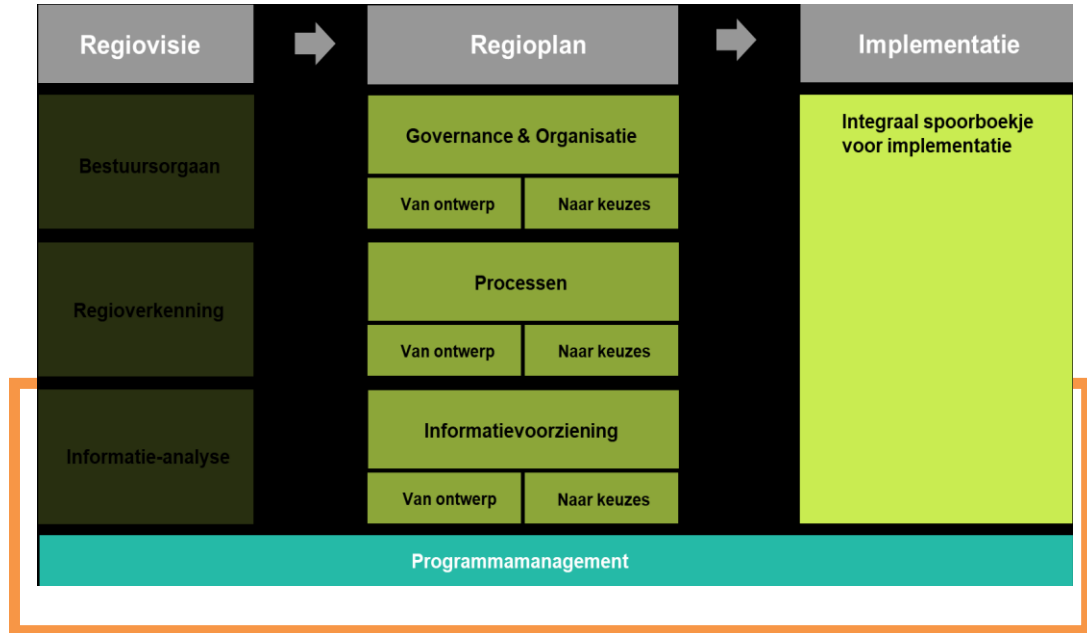 Regiovisie
Regioplan
Implementatie
Bestuursorgaan
Governance & Organisatie
Van ontwerp
Naar keuzes
Integraal spoorboekje
voor implementatie
Regioverkenning
Processen
Van ontwerp
Naar keuzes
Informatie-analyse
Informatievoorziening
Van ontwerp
Naar keuzes
Programmamanagement